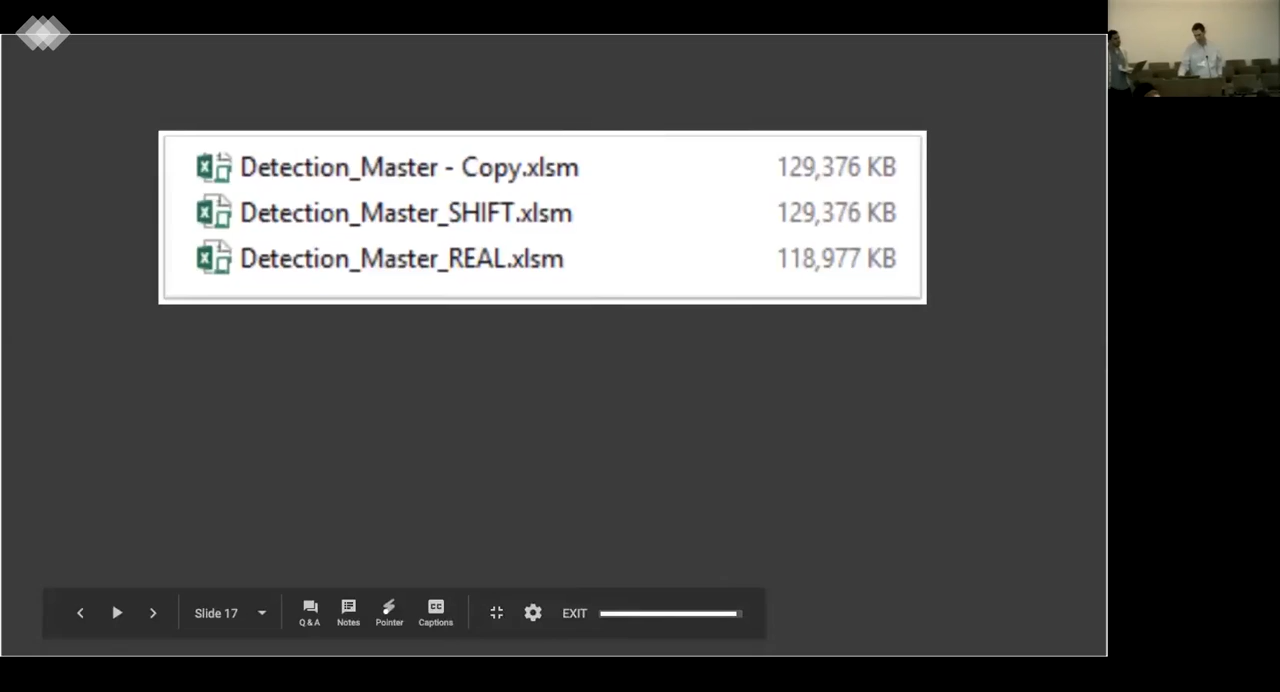 Detection_Master - Copy.xlsm 129,376 KB
Detection_Master_SHIFT.xlsm 129,376 KB
Detection_Master_REAL.xlsm 118,977 KB
Slide 17 Q & A Notes Pointer Captions EXIT